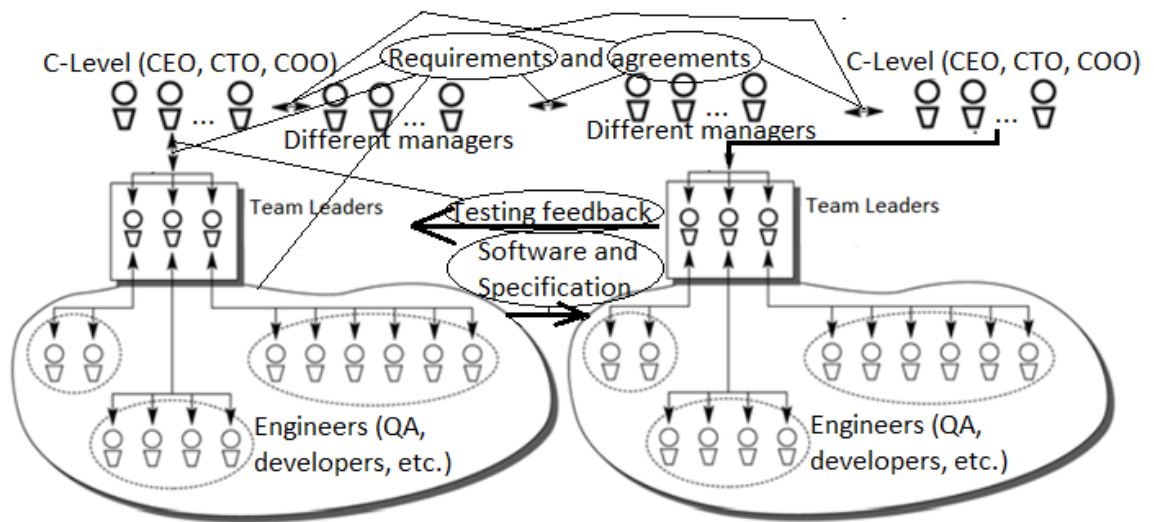 C-Level (CEO, CTO, COO)
Requirements and agreements
C-Level (CEO, CTO, COO)
...
...
...
...
Different managers
Different managers
Team Leaders
Testing feedback
Team Leaders
Software and
Specification
Engineers (QA,
developers, etc.)
Engineers (QA,
developers, etc.)